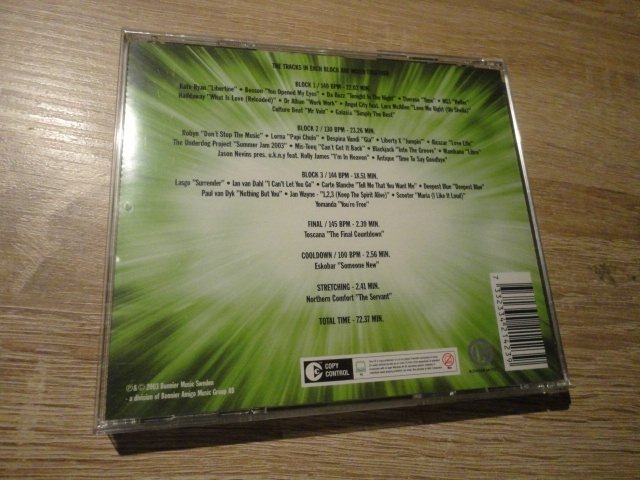 THE TRACKS IN EACH BLOCK ARE MIXED TOGETHER
BLOCK 1 / 140 BPM - 22.03 MIN.
Kate Ryan "Libertine" • Bosson "You Opened My Eyes" • Da Buzz "Tonight Is The Night" • Therese "Time" • "Heller"
Haddaway "What Is Love (Reloaded)" • Dr Alban "Work Work" • Angel City feat. Lara McAllen "Love Me Right (Oh Sheila)"
Culture Beat "Mr Vain" • "Simply The Best"
BLOCK 2 / 130 BPM - 23.26 MIN.
Robyn "Don't Stop The Music" • Lorna "Papi Chulo" • Despina Vandi "Gia" • Liberty X "Jumpin" • Alcazar "Love Life"
The Underdog Project "Summer Jam 2003" • Mis-Teeq "Can't Get It Back" • Blackjack "Into The Groove" •
Jason Nevins pres. u.k.n.y feat. Holly James "I'm In Heaven" • Antique "Time To Say Goodbye"
BLOCK 3 / 144 BPM - 18.51 MIN.
Lasgo "Surrender" • Ian van Dahl "I Can't Let You Go" • Carte Blanche "Tell Me That You Want Me" • Deepest Blue "Deepest Blue"
Paul van Dyk "Nothing But You" • Jan Wayne - "1,2,3 (Keep The Spirit Alive)" • Scooter "Maria (I Like It Loud)"
Yomanda "You're Free"
FINAL / 145 BPM - 2.39 MIN.
Toscana "The Final Countdown"
COOLDOWN / 100 BPM - 2.56 MIN.
Eskobar "Someone New"
STRETCHING - 2.41 MIN.
Northern Comfort "The Servant"
TOTAL TIME - 72.37 MIN.
COPY
CONTROL
℗ & © 2003 Bonnier Music Sweden
- a division of Bonnier Amigo Music Group AB
7 332334 214239